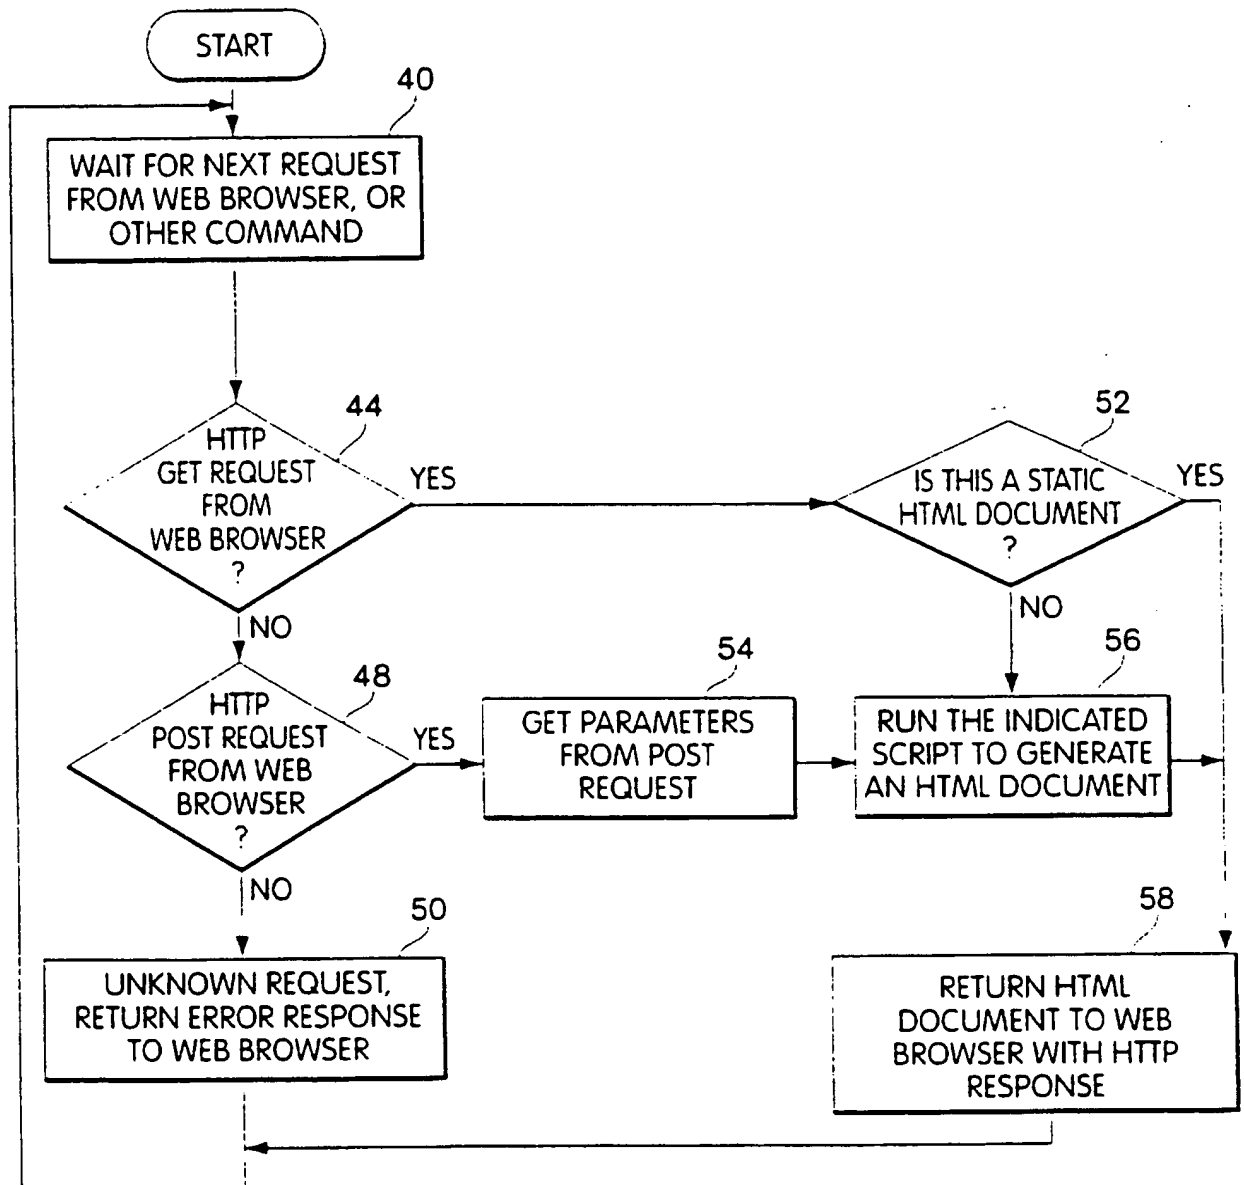 START
40
WAIT FOR NEXT REQUEST
FROM WEB BROWSER, OR
OTHER COMMAND
44
HTTP
GET REQUEST
FROM
WEB BROWSER
?
YES
NO
52
IS THIS A STATIC
HTML DOCUMENT
?
YES
NO
48
HTTP
POST REQUEST
FROM WEB
BROWSER
?
YES
NO
54
GET PARAMETERS
FROM POST
REQUEST
56
RUN THE INDICATED
SCRIPT TO GENERATE
AN HTML DOCUMENT
50
UNKNOWN REQUEST,
RETURN ERROR RESPONSE
TO WEB BROWSER
58
RETURN HTML
DOCUMENT TO WEB
BROWSER WITH HTTP
RESPONSE